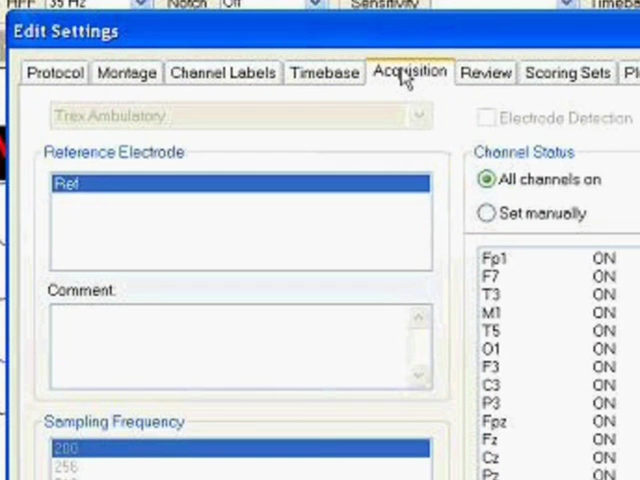 HFF 35 Hz Notch Off Sensitivity Timeba
Edit Settings
Protocol Montage Channel Labels Timebase Acquisition Review Scoring Sets
Trex Ambulatory
Electrode Detection
Reference Electrode
Ref
Comment:
Sampling Frequency
200
256
Channel Status
All channels on
Set manually
Fp1 ON
F7 ON
T3 ON
M1 ON
T5 ON
O1 ON
F3 ON
C3 ON
P3 ON
Fpz ON
Fz ON
Cz ON
Pz ON